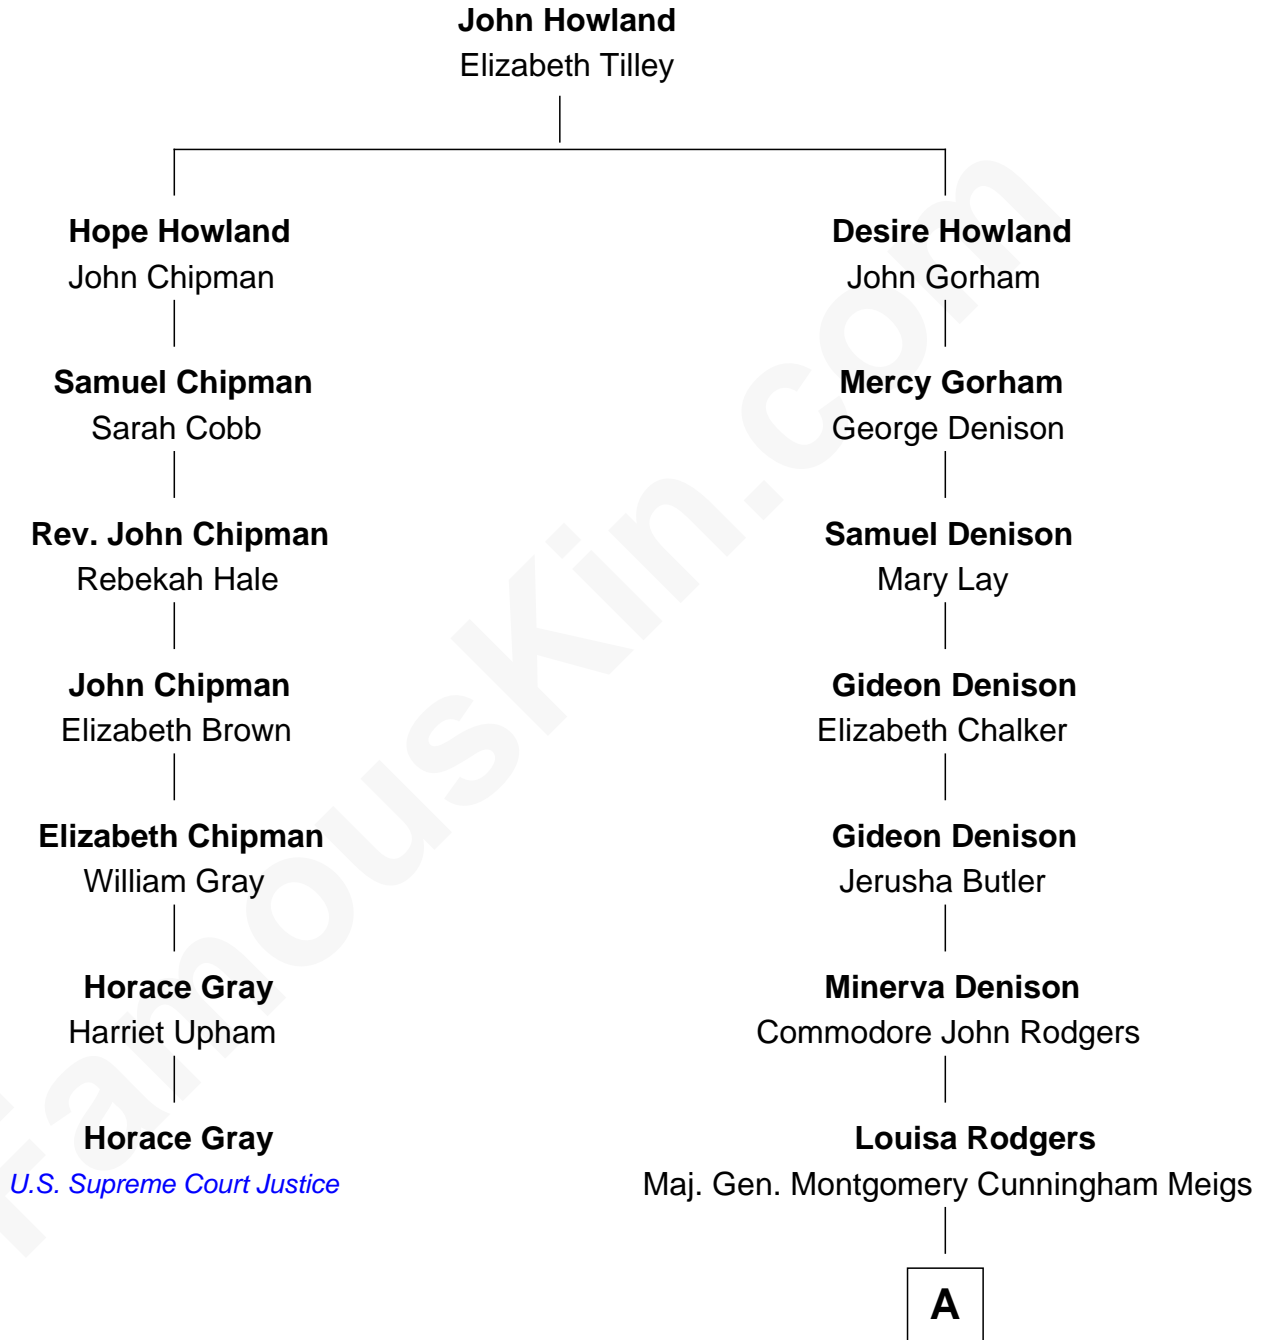 John Howland
Elizabeth Tilley
Hope Howland
John Chipman
Desire Howland
John Gorham
Samuel Chipman
Sarah Cobb
Mercy Gorham
George Denison
Rev. John Chipman
Rebekah Hale
Samuel Denison
Mary Lay
John Chipman
Elizabeth Brown
Gideon Denison
Elizabeth Chalker
Elizabeth Chipman
William Gray
Gideon Denison
Jerusha Butler
Horace Gray
Harriet Upham
Minerva Denison
Commodore John Rodgers
Horace Gray
U.S. Supreme Court Justice
Louisa Rodgers
Maj. Gen. Montgomery Cunningham Meigs
A
FamousKin.com